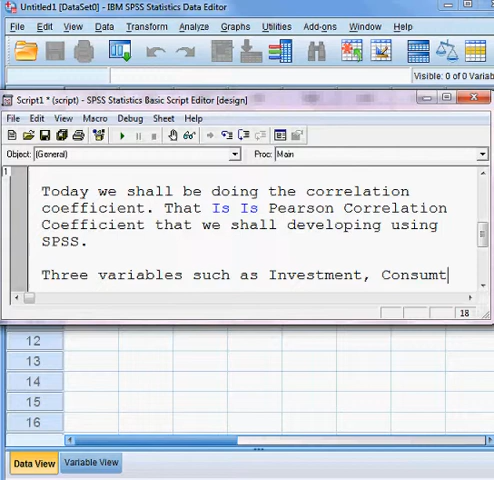 Untitled1 [DataSet0] - IBM SPSS Statistics Data Editor
File Edit View Data Transform Analyze Graphs Utilities Add-ons Window Help
Visible: 0 of 0 Variab
Script1 * (script) - SPSS Statistics Basic Script Editor [design]
File Edit View Macro Debug Sheet Help
Object: (General) Proc: Main
1
Today we shall be doing the correlation
coefficient. That Is Is Pearson Correlation
Coefficient that we shall developing using
SPSS.
Three variables such as Investment, Consumt
18
12
13
14
15
16
Data View Variable View